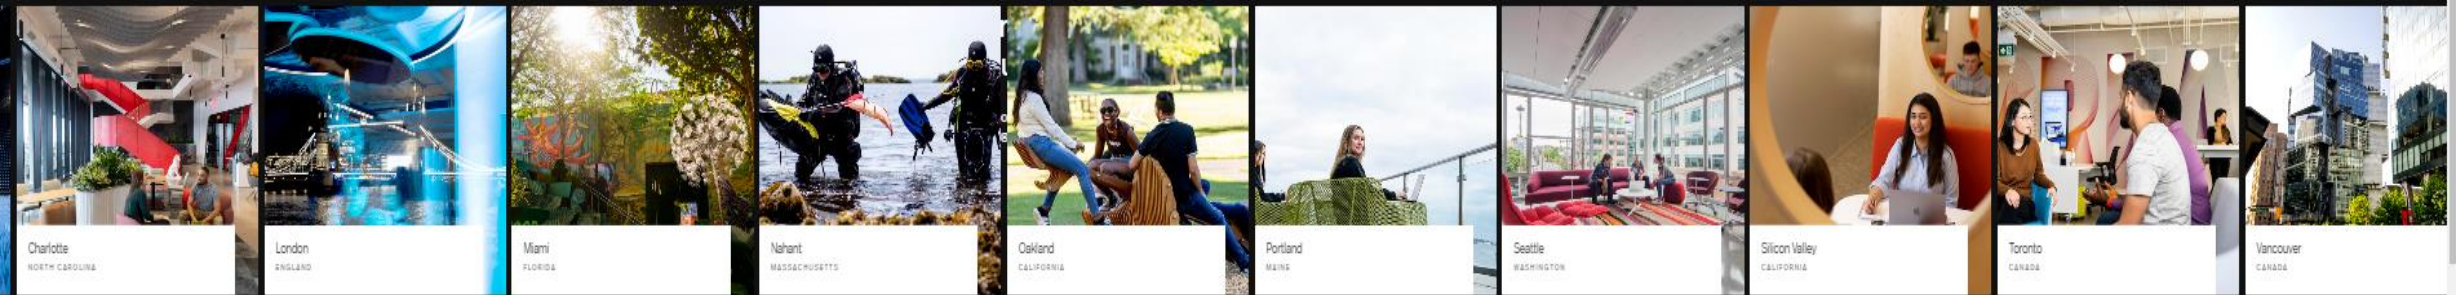 Charlotte
NORTH CAROLINA
London
ENGLAND
Miami
FLORIDA
Nahant
MASSACHUSETTS
Oakland
CALIFORNIA
Portland
MAINE
Seattle
WASHINGTON
Silicon Valley
CALIFORNIA
Toronto
CANADA
Vancouver
CANADA